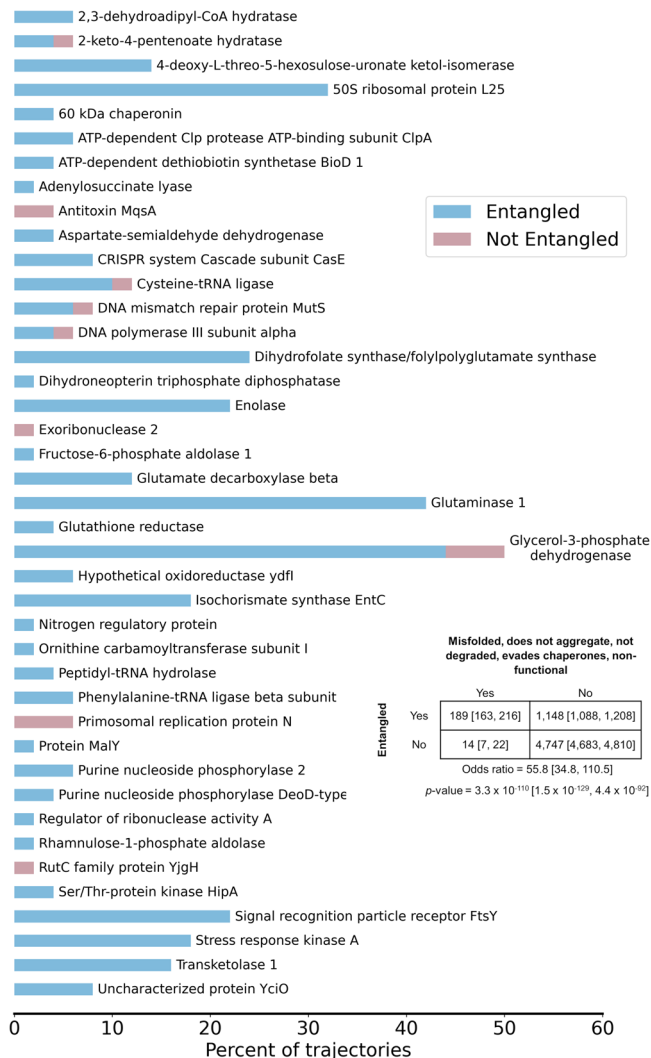 2,3-dehydroadipyl-CoA hydratase
2-keto-4-pentenoate hydratase
4-deoxy-L-threo-5-hexosulose-uronate ketol-isomerase
50S ribosomal protein L25
60 kDa chaperonin
ATP-dependent Clp protease ATP-binding subunit ClpA
ATP-dependent dethiobiotin synthetase BioD 1
Adenylosuccinate lyase
Antitoxin MqsA
Aspartate-semialdehyde dehydrogenase
CRISPR system Cascade subunit CasE
Cysteine-tRNA ligase
DNA mismatch repair protein MutS
DNA polymerase III subunit alpha
Dihydrofolate synthase/folylpolyglutamate synthase
Dihydroneopterin triphosphate diphosphatase
Enolase
Exoribonuclease 2
Fructose-6-phosphate aldolase 1
Glutamate decarboxylase beta
Glutaminase 1
Glutathione reductase
Glycerol-3-phosphate
dehydrogenase
Hypothetical oxidoreductase ydfI
Isochorismate synthase EntC
Nitrogen regulatory protein
Ornithine carbamoyltransferase subunit I
Peptidyl-tRNA hydrolase
Phenylalanine-tRNA ligase beta subunit
Primosomal replication protein N
Protein MalY
Purine nucleoside phosphorylase 2
Purine nucleoside phosphorylase DeoD-type
Regulator of ribonuclease activity A
Rhamnulose-1-phosphate aldolase
RutC family protein YjgH
Ser/Thr-protein kinase HipA
Signal recognition particle receptor FtsY
Stress response kinase A
Transketolase 1
Uncharacterized protein YciO
Entangled
Not Entangled
Misfolded, does not aggregate, not
degraded, evades chaperones, non-
functional
Yes No
Entangled
Yes 189 [163, 216] 1,148 [1,088, 1,208]
No 14 [7, 22] 4,747 [4,683, 4,810]
Odds ratio = 55.8 [34.8, 110.5]
p-value = 3.3 x 10⁻¹¹⁰ [1.5 x 10⁻¹²⁹, 4.4 x 10⁻⁹²]
0 10 20 30 40 50 60
Percent of trajectories